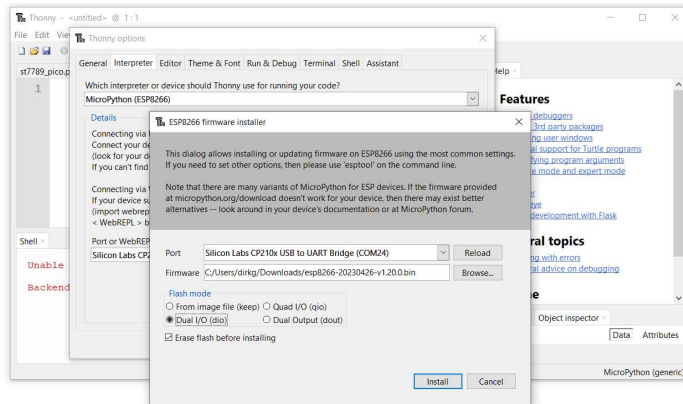 Thonny - <untitled> @ 1:1
File Edit Vie
Thonny options
st7789_pico.p
1
General Interpreter Editor Theme & Font Run & Debug Terminal Shell Assistant
Which interpreter or device should Thonny use for running your code?
MicroPython (ESP8266)
Details
Connecting via
Connect your de
(look for your de
If you can't find
Connecting via
If your device su
(import webrep
< WebREPL > b
Port or WebREP
Silicon Labs CP2
ESP8266 firmware installer
This dialog allows installing or updating firmware on ESP8266 using the most common settings.
If you need to set other options, then please use 'esptool' on the command line.
Note that there are many variants of MicroPython for ESP devices. If the firmware provided
at micropython.org/download doesn't work for your device, then there may exist better
alternatives -- look around in your device's documentation or at MicroPython forum.
Port Silicon Labs CP210x USB to UART Bridge (COM24) Reload
Firmware C:/Users/dirkg/Downloads/esp8266-20230426-v1.20.0.bin Browse...
Flash mode
From image file (keep) Quad I/O (qio)
Dual I/O (dio) Dual Output (dout)
Erase flash before installing
Install Cancel
Shell
Unable
Backend
Help
Features
debuggers
3rd party packages
ng user windows
al support for Turtle programs
fying program arguments
e mode and expert mode
eye
development with Flask
ral topics
ng with errors
ral advice on debugging
Object inspector
Data Attributes
MicroPython (generic)